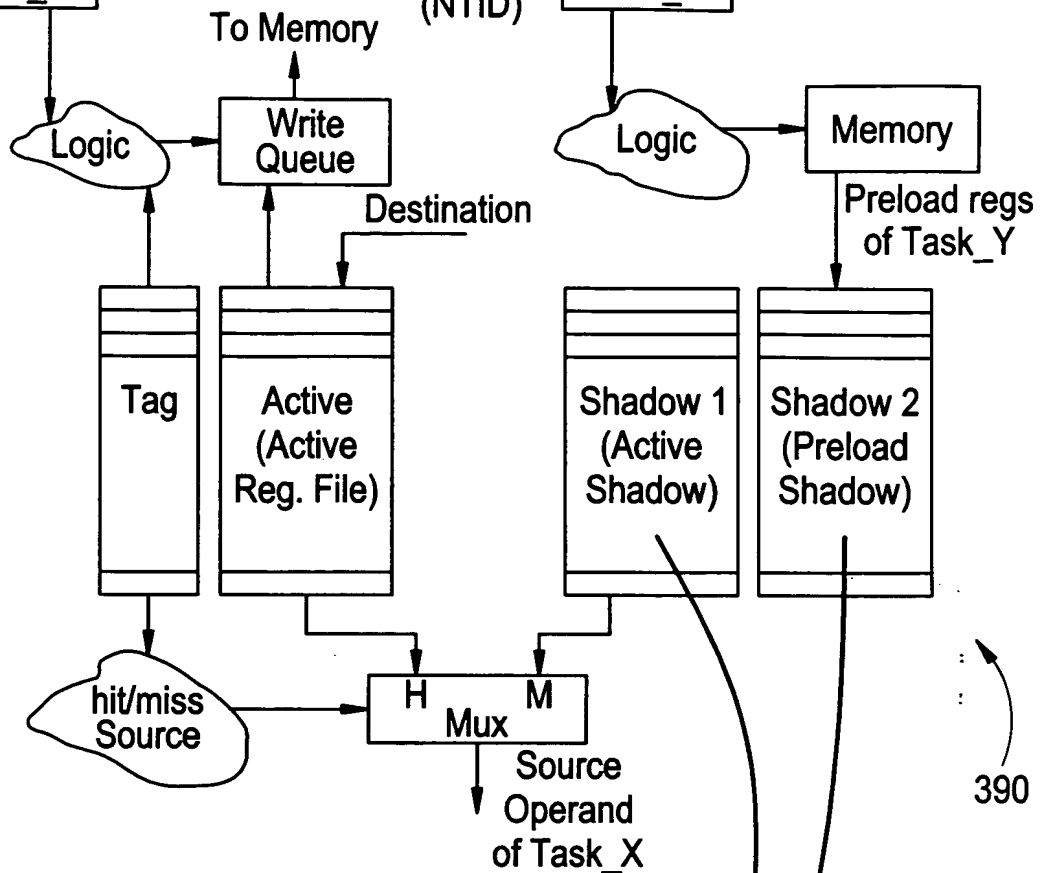 (NTID)
To Memory
Logic
Write
Queue
Logic
Memory
Destination
Preload regs
of Task_Y
Tag
Active
(Active
Reg. File)
Shadow 1
(Active
Shadow)
Shadow 2
(Preload
Shadow)
hit/miss
Source
H
M
Mux
Source
Operand
of Task_X
390